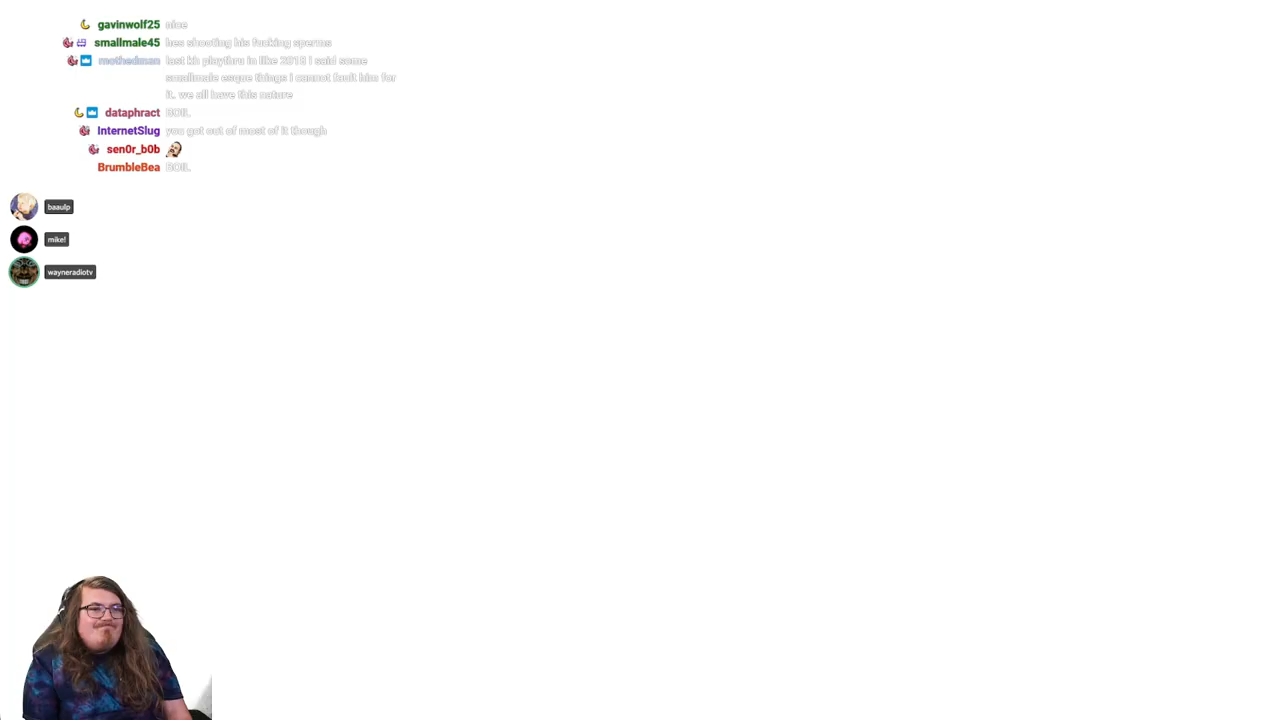 gavinwolf25 nice
smallmale45 hes shooting his fucking sperms
mothedman last kh playthru in like 2018 i said some
smallmale esque things i cannot fault him for
it. we all have this nature
dataphract BOB.
InternetSlug you got out of most of it though
sen0r_b0b
BrumbleBea BOB.
baaulp
mike!
wayneradiotv